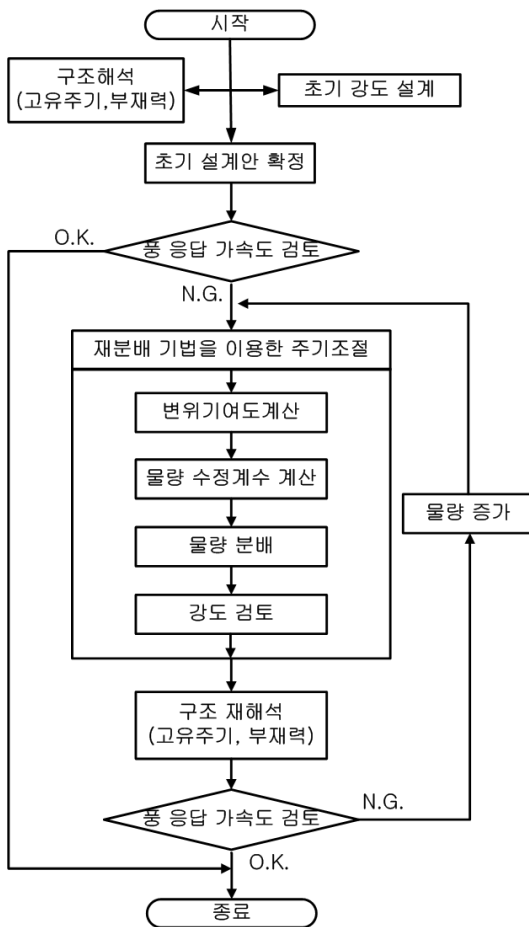 시작
구조해석
(고유주기,부재력)
초기 강도 설계
초기 설계안 확정
O.K.
풍 응답 가속도 검토
N.G.
재분배 기법을 이용한 주기조절
변위기여도계산
물량 수정계수 계산
물량 분배
강도 검토
물량 증가
구조 재해석
(고유주기, 부재력)
풍 응답 가속도 검토
N.G.
O.K.
종료